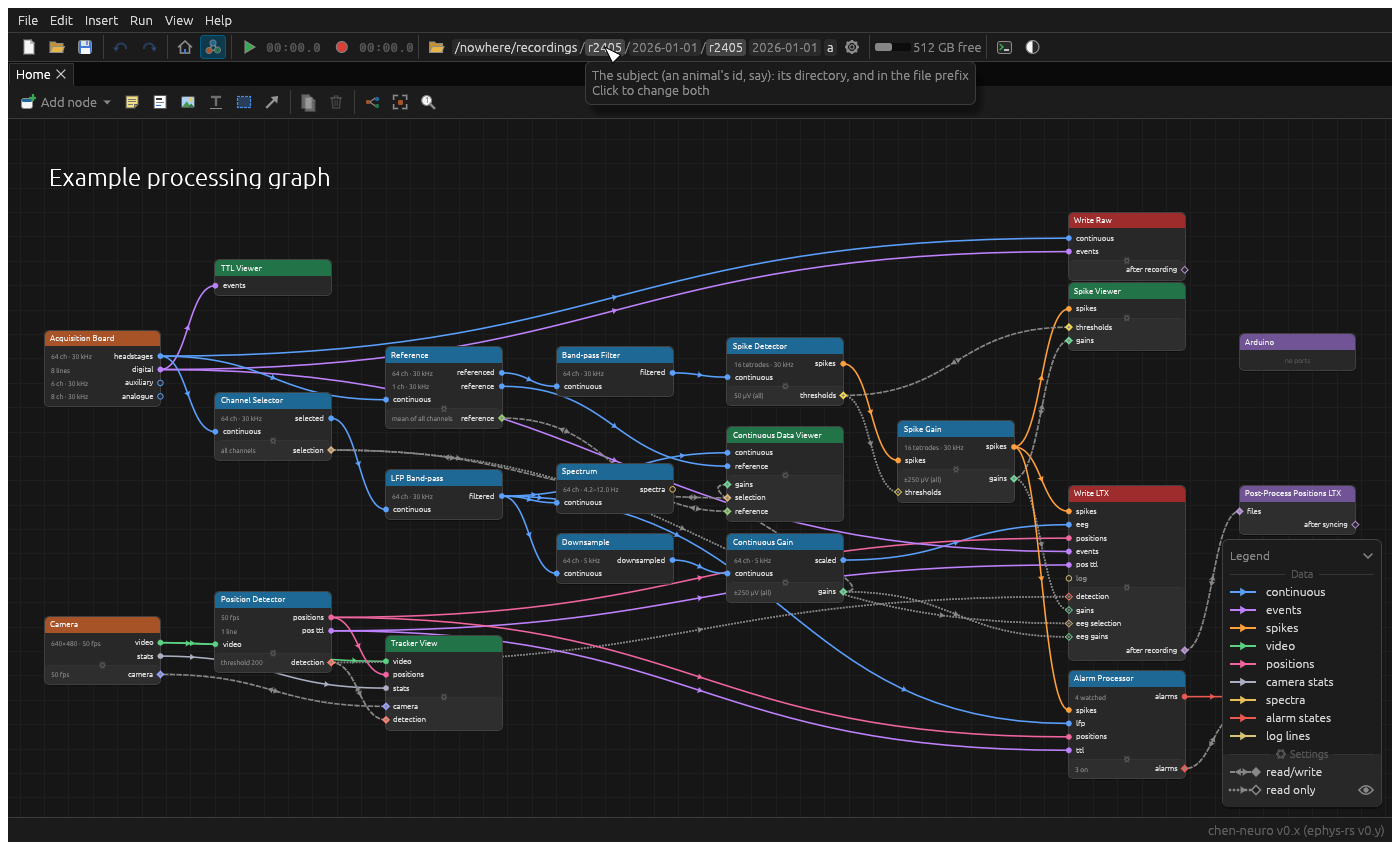 File Edit Insert Run View Help
00:00.0 00:00.0 /nowhere/recordings / r2405 / 2026-01-01 / r2405 2026-01-01 a 512 GB free
Home
The subject (an animal's id, say): its directory, and in the file prefix
Click to change both
Add node
Example processing graph
Write Raw
continuous
events
after recording
TTL Viewer
events
Spike Viewer
spikes
thresholds
gains
Acquisition Board
64 ch · 30 kHz headstages
8 lines digital
6 ch · 30 kHz auxiliary
8 ch · 30 kHz analogue
Reference
64 ch · 30 kHz referenced
1 ch · 30 kHz reference
continuous
mean of all channels reference
Band-pass Filter
64 ch · 30 kHz filtered
continuous
Spike Detector
16 tetrodes · 30 kHz spikes
continuous
50 µV (all) thresholds
Arduino
no ports
Channel Selector
64 ch · 30 kHz selected
continuous
all channels selection
Continuous Data Viewer
continuous
reference
gains
selection
reference
Spike Gain
16 tetrodes · 30 kHz spikes
spikes
±250 µV (all) gains
thresholds
LFP Band-pass
64 ch · 30 kHz filtered
continuous
Spectrum
64 ch · 4.2–12.0 Hz spectra
continuous
Write LTX
spikes
eeg
positions
events
pos ttl
log
detection
gains
eeg selection
eeg gains
after recording
Post-Process Positions LTX
files
after syncing
Downsample
64 ch · 5 kHz downsampled
continuous
Continuous Gain
64 ch · 5 kHz scaled
continuous
±250 µV (all) gains
Position Detector
50 fps positions
1 line pos ttl
video
threshold 200 detection
Camera
640×480 · 50 fps video
stats
50 fps camera
Tracker View
video
positions
stats
camera
detection
Alarm Processor
4 watched alarms
spikes
lfp
positions
ttl
3 on alarms
Legend
Data
continuous
events
spikes
video
positions
camera stats
spectra
alarm states
log lines
Settings
read/write
read only
chen-neuro v0.x (ephys-rs v0.y)